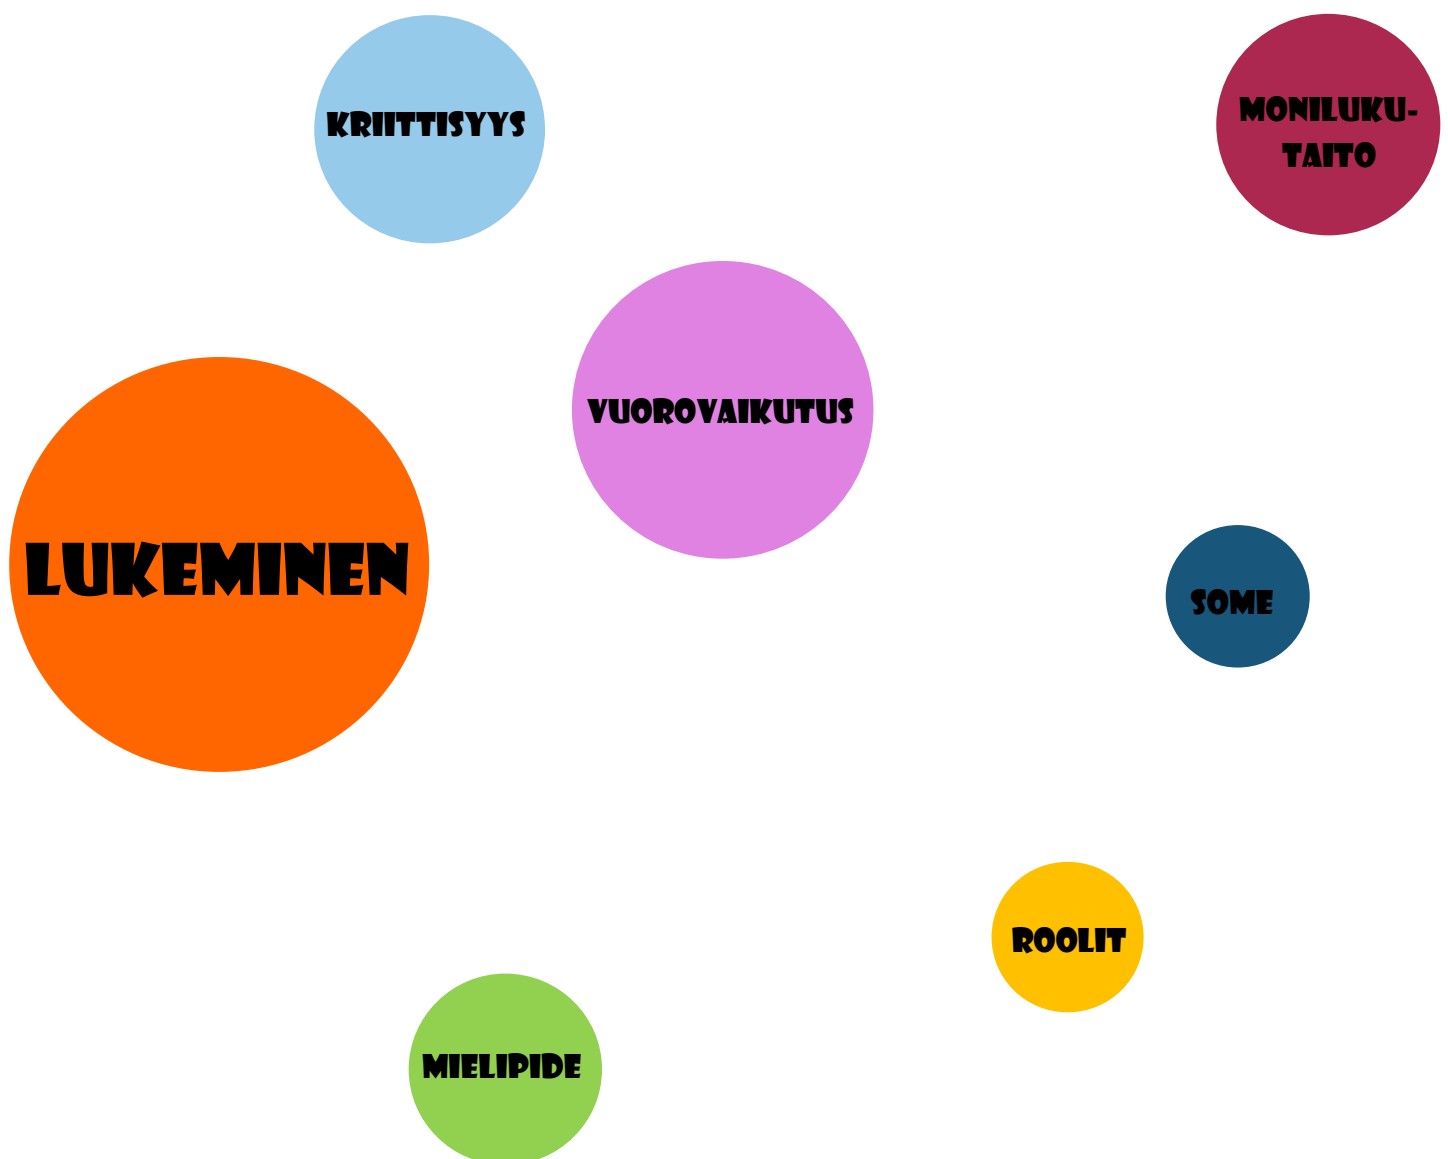 KRIITTISYYS
MONILUKU-
TAITO
VUOROVAIKUTUS
LUKEMINEN
SOME
ROOLIT
MIELIPIDE